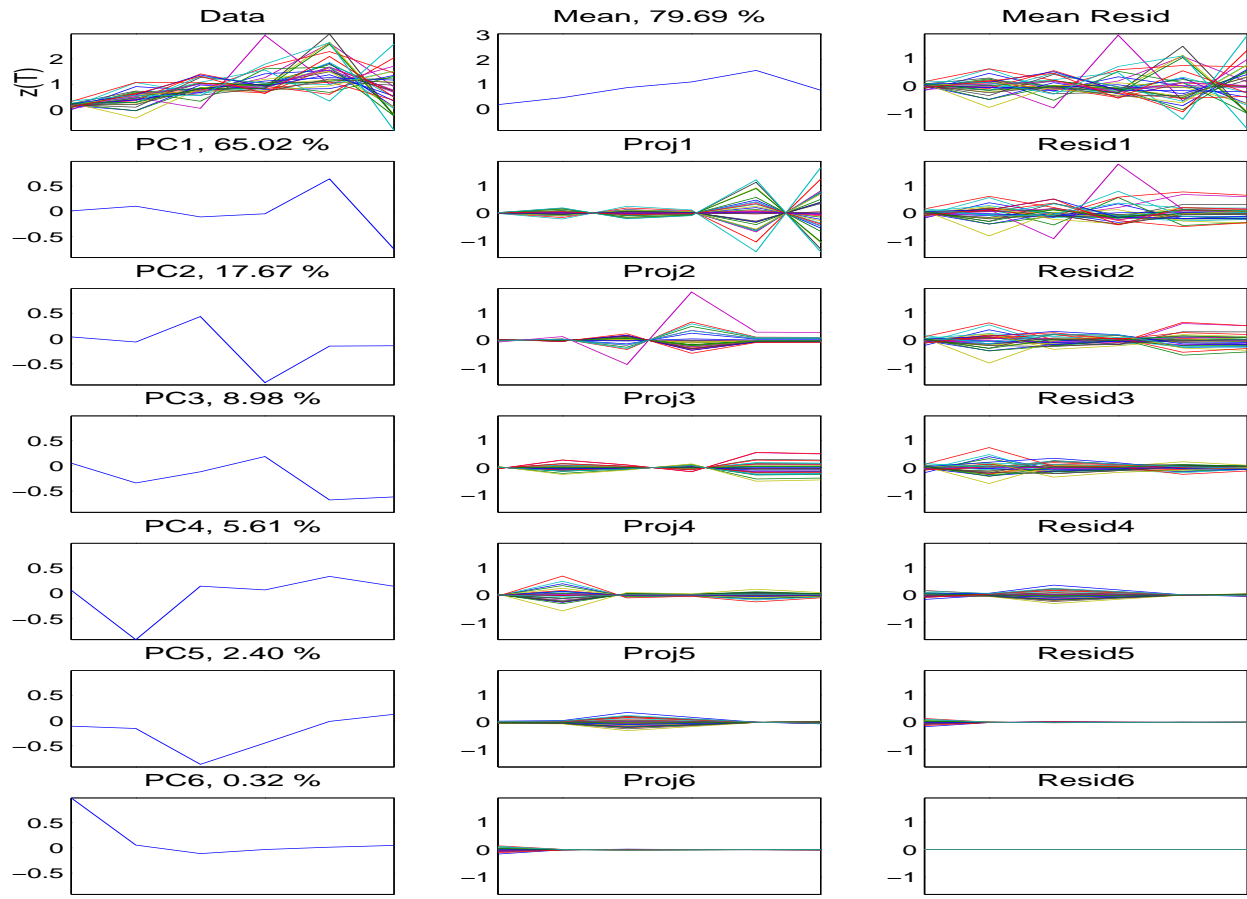 Data
Mean, 79.69 %
Mean Resid
z(T)
2
1
0
3
2
1
0
1
0
−1
PC1, 65.02 %
Proj1
Resid1
0.5
0
−0.5
1
0
−1
1
0
−1
PC2, 17.67 %
Proj2
Resid2
0.5
0
−0.5
1
0
−1
1
0
−1
PC3, 8.98 %
Proj3
Resid3
0.5
0
−0.5
1
0
−1
1
0
−1
PC4, 5.61 %
Proj4
Resid4
0.5
0
−0.5
1
0
−1
1
0
−1
PC5, 2.40 %
Proj5
Resid5
0.5
0
−0.5
1
0
−1
1
0
−1
PC6, 0.32 %
Proj6
Resid6
0.5
0
−0.5
1
0
−1
1
0
−1